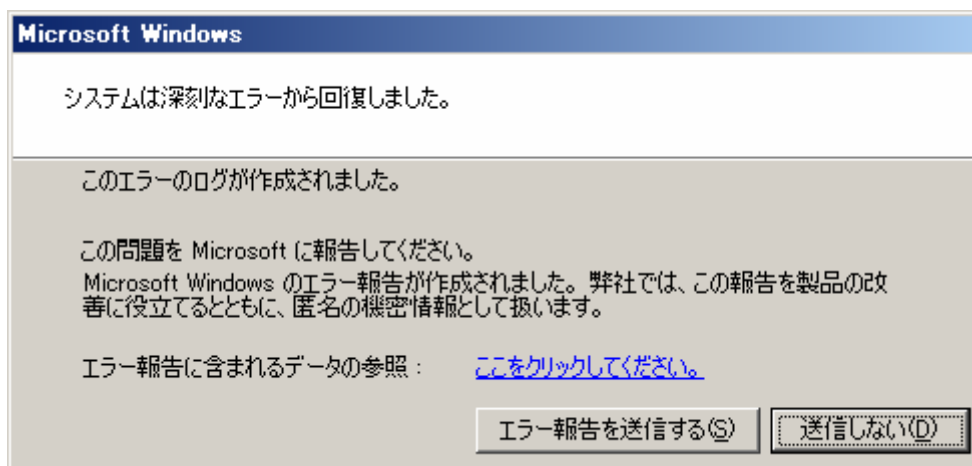 Microsoft Windows
システムは深刻なエラーから回復しました。
このエラーのログが作成されました。
この問題を Microsoft に報告してください。
Microsoft Windows のエラー報告が作成されました。弊社では、この報告を製品の改
善に役立てるとともに、匿名の機密情報として扱います。
エラー報告に含まれるデータの参照： ここをクリックしてください。
エラー報告を送信する(S) 送信しない(D)